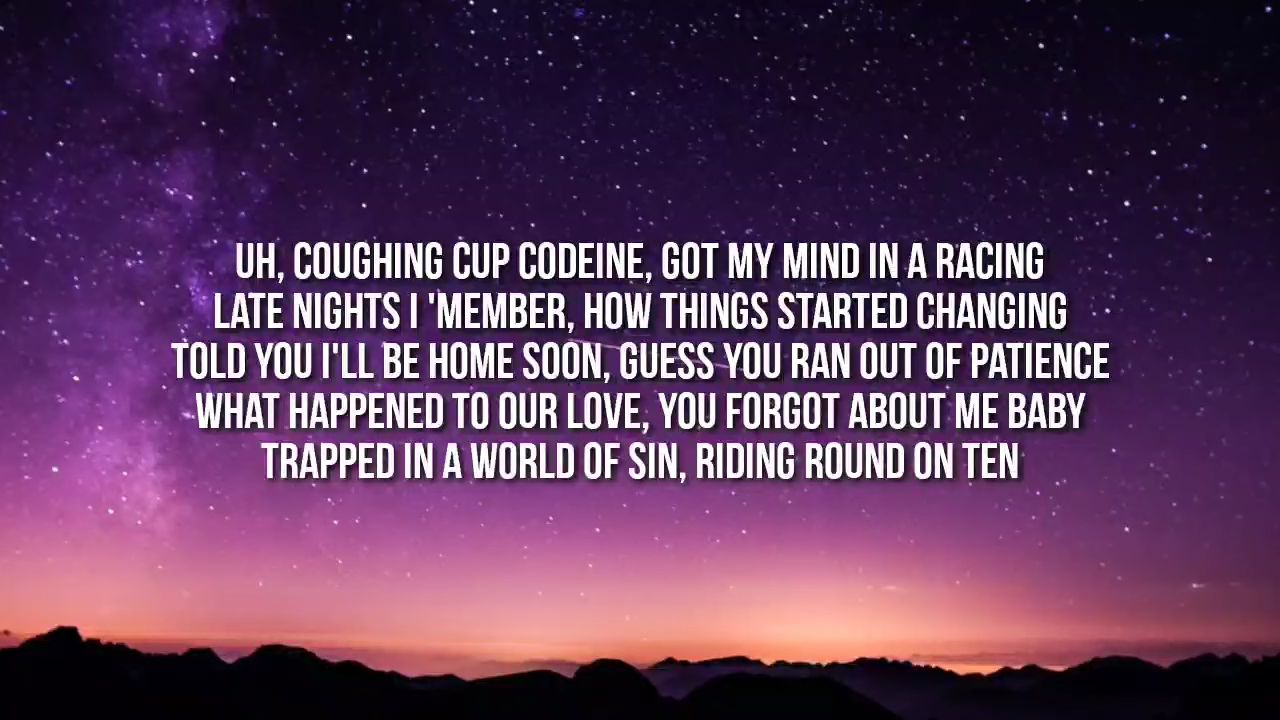 UH, COUGHING CUP CODEINE, GOT MY MIND IN A RACING
LATE NIGHTS I 'MEMBER, HOW THINGS STARTED CHANGING
TOLD YOU I'LL BE HOME SOON, GUESS YOU RAN OUT OF PATIENCE
WHAT HAPPENED TO OUR LOVE, YOU FORGOT ABOUT ME BABY
TRAPPED IN A WORLD OF SIN, RIDING ROUND ON TEN